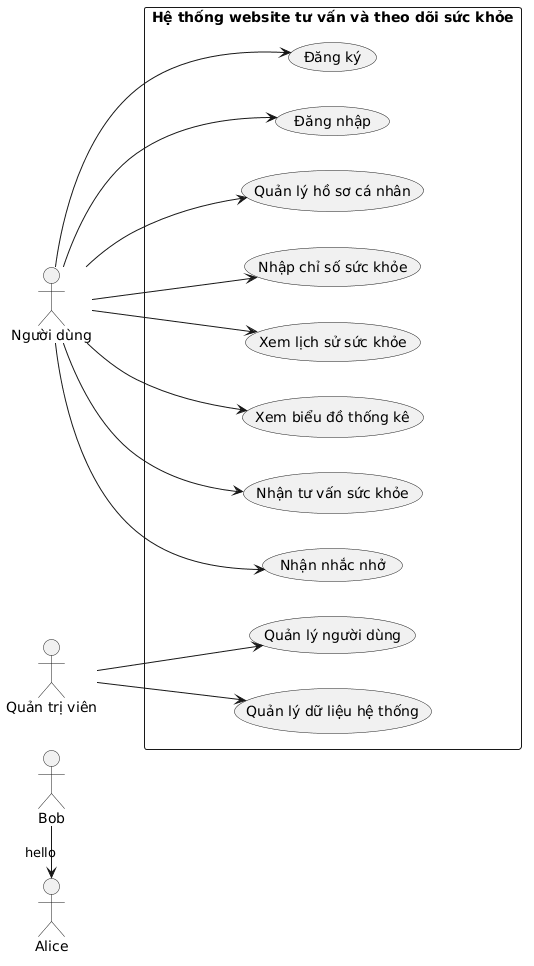 Hệ thống website tư vấn và theo dõi sức khỏe
Đăng ký
Đăng nhập
Quản lý hồ sơ cá nhân
Nhập chỉ số sức khỏe
Người dùng
Xem lịch sử sức khỏe
Xem biểu đồ thống kê
Nhận tư vấn sức khỏe
Nhận nhắc nhở
Quản lý người dùng
Quản trị viên
Quản lý dữ liệu hệ thống
Bob
hello
Alice